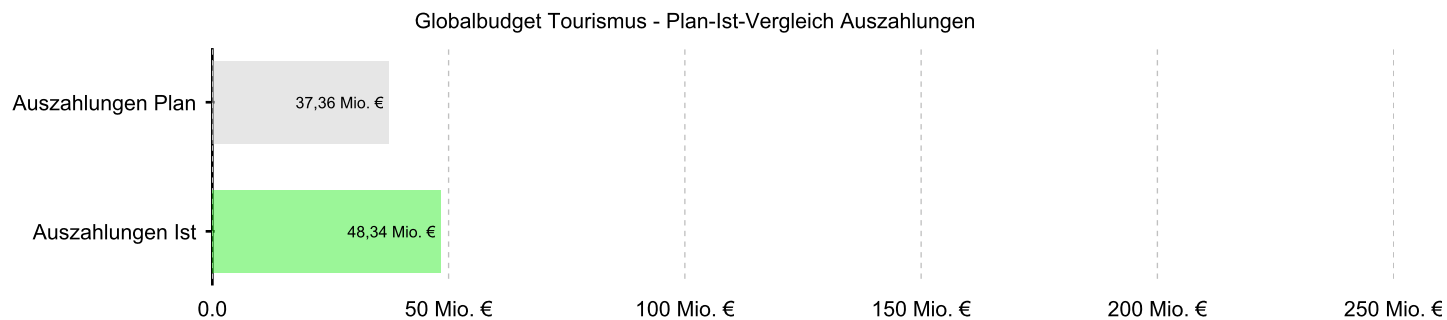 Globalbudget Tourismus - Plan-Ist-Vergleich Auszahlungen
Auszahlungen Plan
37,36 Mio. €
Auszahlungen Ist
48,34 Mio. €
0.0 50 Mio. € 100 Mio. € 150 Mio. € 200 Mio. € 250 Mio. €